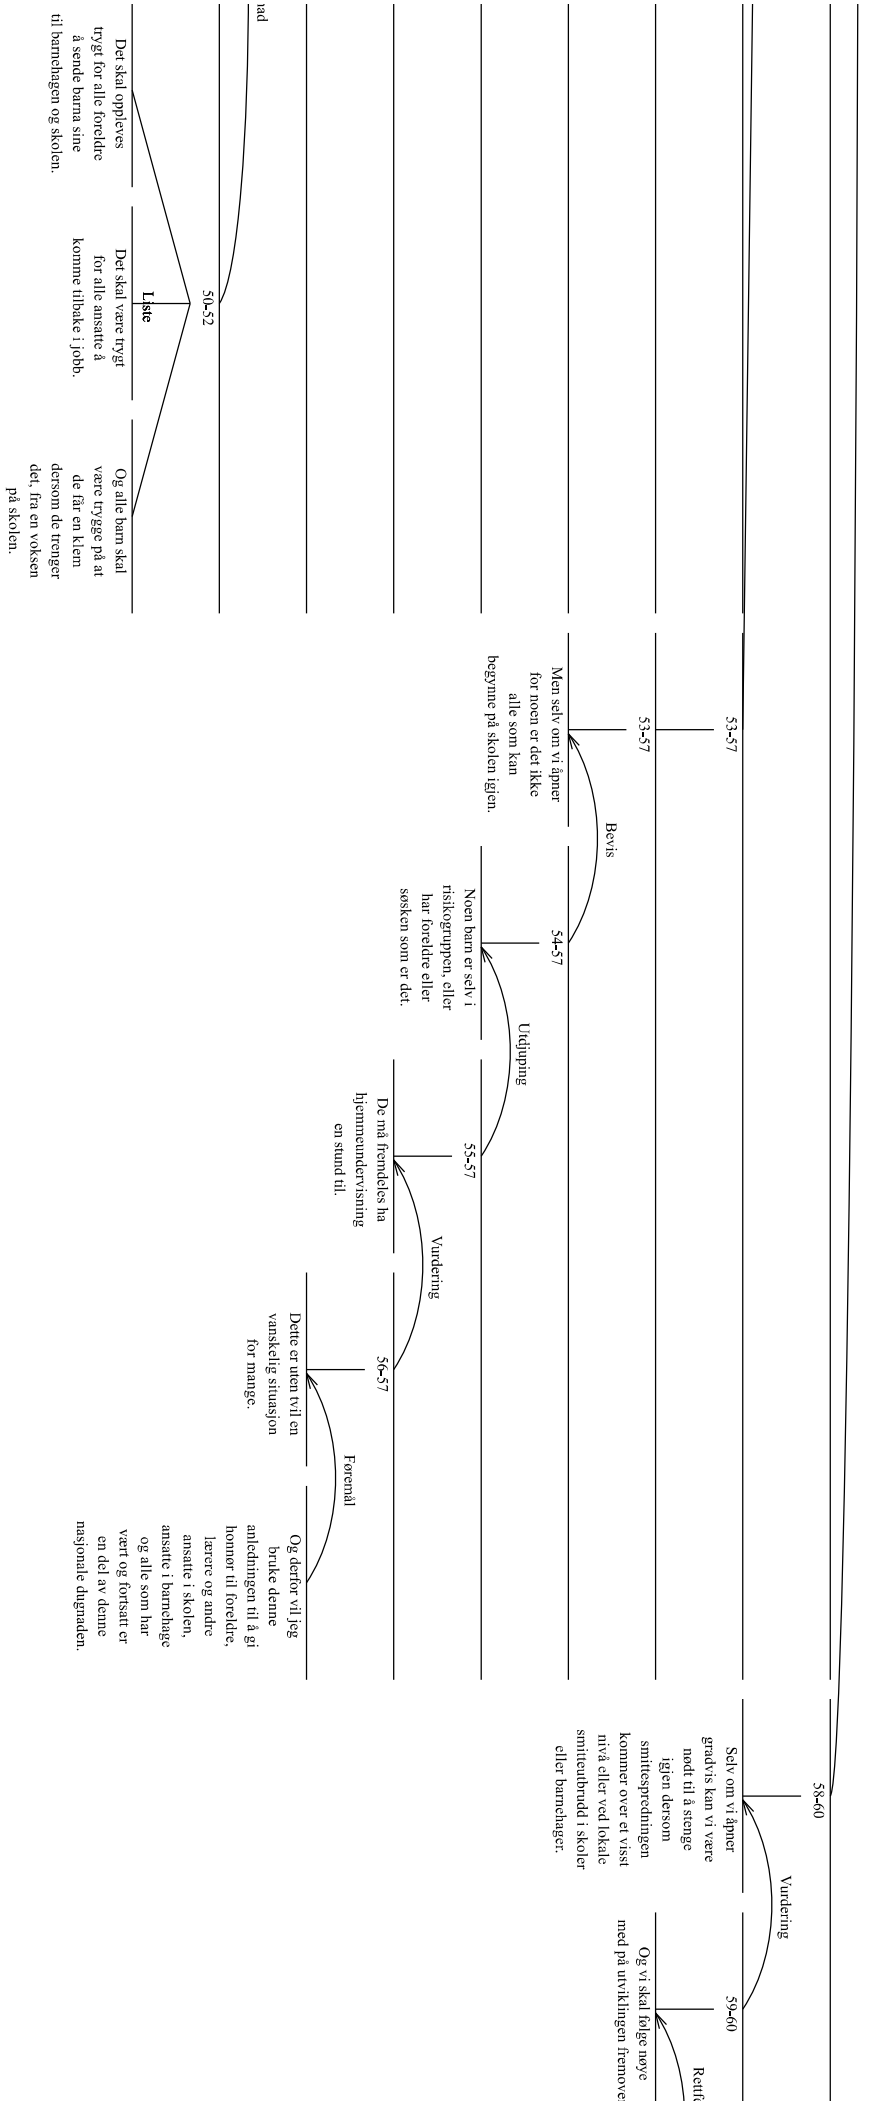 Det skal oppleves
trygt for alle foreldre
å sende barna sine
til barnehagen og skolen.
50-52
Liste
Det skal være trygt
for alle ansatte å
komme tilbake i jobb.
Og alle barn skal
være trygge på at
de får en klem
dersom de trenger
det, fra en voksen
på skolen.
53-57
53-57
Men selv om vi åpner
for noen er det ikke
alle som kan
begynne på skolen igjen.
Bevis
54-57
Noen barn er selv i
risikogruppen, eller
har foreldre eller
søsken som er det.
Utdjuping
55-57
De må fremdeles ha
hjemmeundervisning
en stund til.
Vurdering
56-57
Dette er uten tvil en
vanskelig situasjon
for mange.
Føremål
Og derfor vil jeg
bruke denne
anledningen til å gi
honnør til foreldre,
lærere og andre
ansatte i skolen,
ansatte i barnehage
og alle som har
vært og fortsatt er
en del av denne
nasjonale dugnaden.
58-60
Selv om vi åpner
gradvis kan vi være
nødt til å stenge
igjen dersom
smittespredningen
kommer over et visst
nivå eller ved lokale
smitteutbrudd i skoler
eller barnehager.
Vurdering
59-60
Og vi skal følge nøye
med på utviklingen